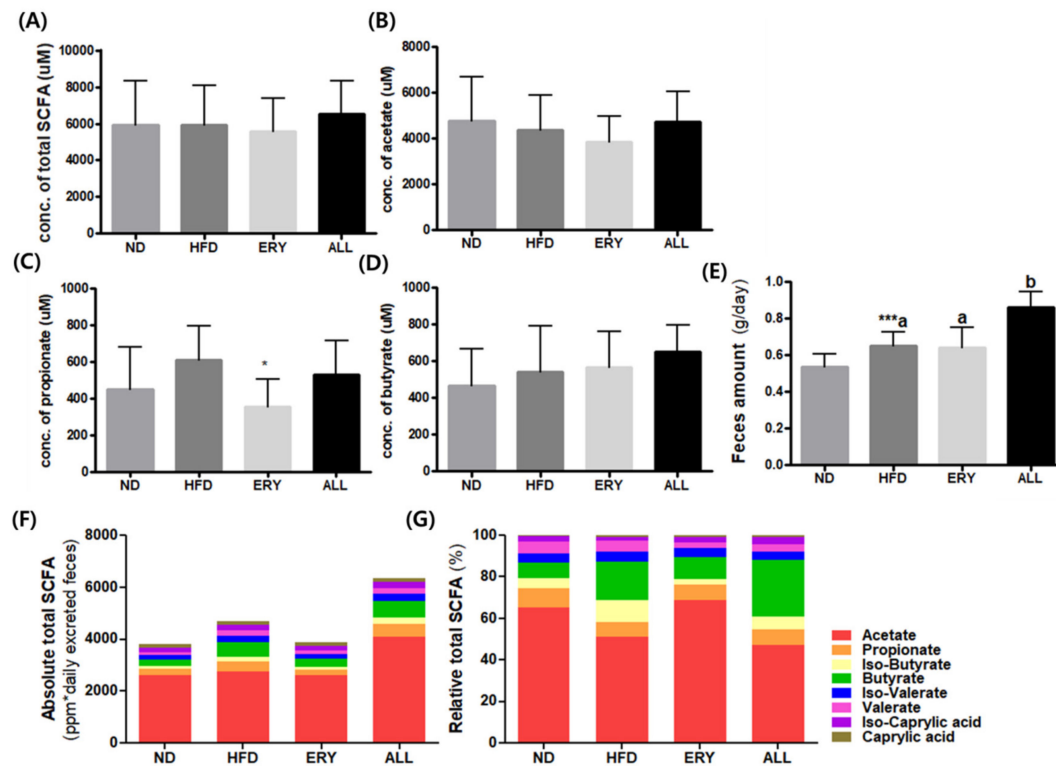 (A)
conc. of total SCFA (uM)
10000
8000
6000
4000
2000
0
ND HFD ERY ALL
(B)
conc. of acetate (uM)
8000
6000
4000
2000
0
ND HFD ERY ALL
(C)
conc. of propionate (uM)
1000
800
600
400
200
0
*
ND HFD ERY ALL
(D)
conc. of butyrate (uM)
1000
800
600
400
200
0
ND HFD ERY ALL
(E)
Feces amount (g/day)
1.0
0.8
0.6
0.4
0.2
0.0
***a a b
ND HFD ERY ALL
(F)
Absolute total SCFA
(ppm*daily excreted feces)
8000
6000
4000
2000
0
ND HFD ERY ALL
(G)
Relative total SCFA (%)
100
80
60
40
20
0
ND HFD ERY ALL
Acetate
Propionate
Iso-Butyrate
Butyrate
Iso-Valerate
Valerate
Iso-Caprylic acid
Caprylic acid